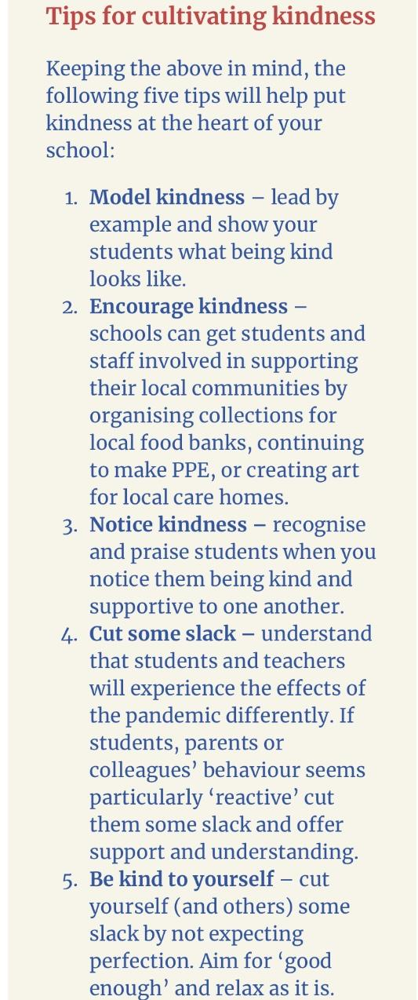 Tips for cultivating kindness
Keeping the above in mind, the
following five tips will help put
kindness at the heart of your
school:
1. Model kindness – lead by
example and show your
students what being kind
looks like.
2. Encourage kindness –
schools can get students and
staff involved in supporting
their local communities by
organising collections for
local food banks, continuing
to make PPE, or creating art
for local care homes.
3. Notice kindness – recognise
and praise students when you
notice them being kind and
supportive to one another.
4. Cut some slack – understand
that students and teachers
will experience the effects of
the pandemic differently. If
students, parents or
colleagues’ behaviour seems
particularly ‘reactive’ cut
them some slack and offer
support and understanding.
5. Be kind to yourself – cut
yourself (and others) some
slack by not expecting
perfection. Aim for ‘good
enough’ and relax as it is.